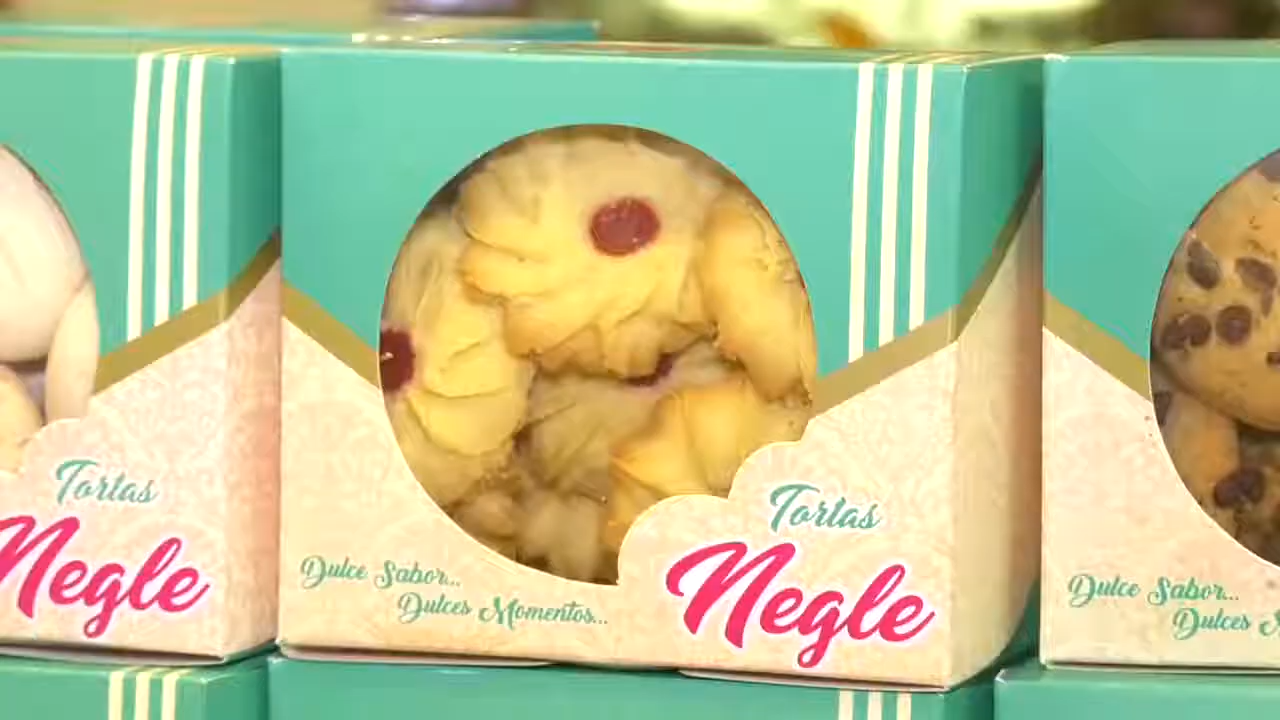 Tortas
Negle
Tortas
Negle
Dulce Sabor...
Dulces Momentos...
Dulce Sabor...
Dulces